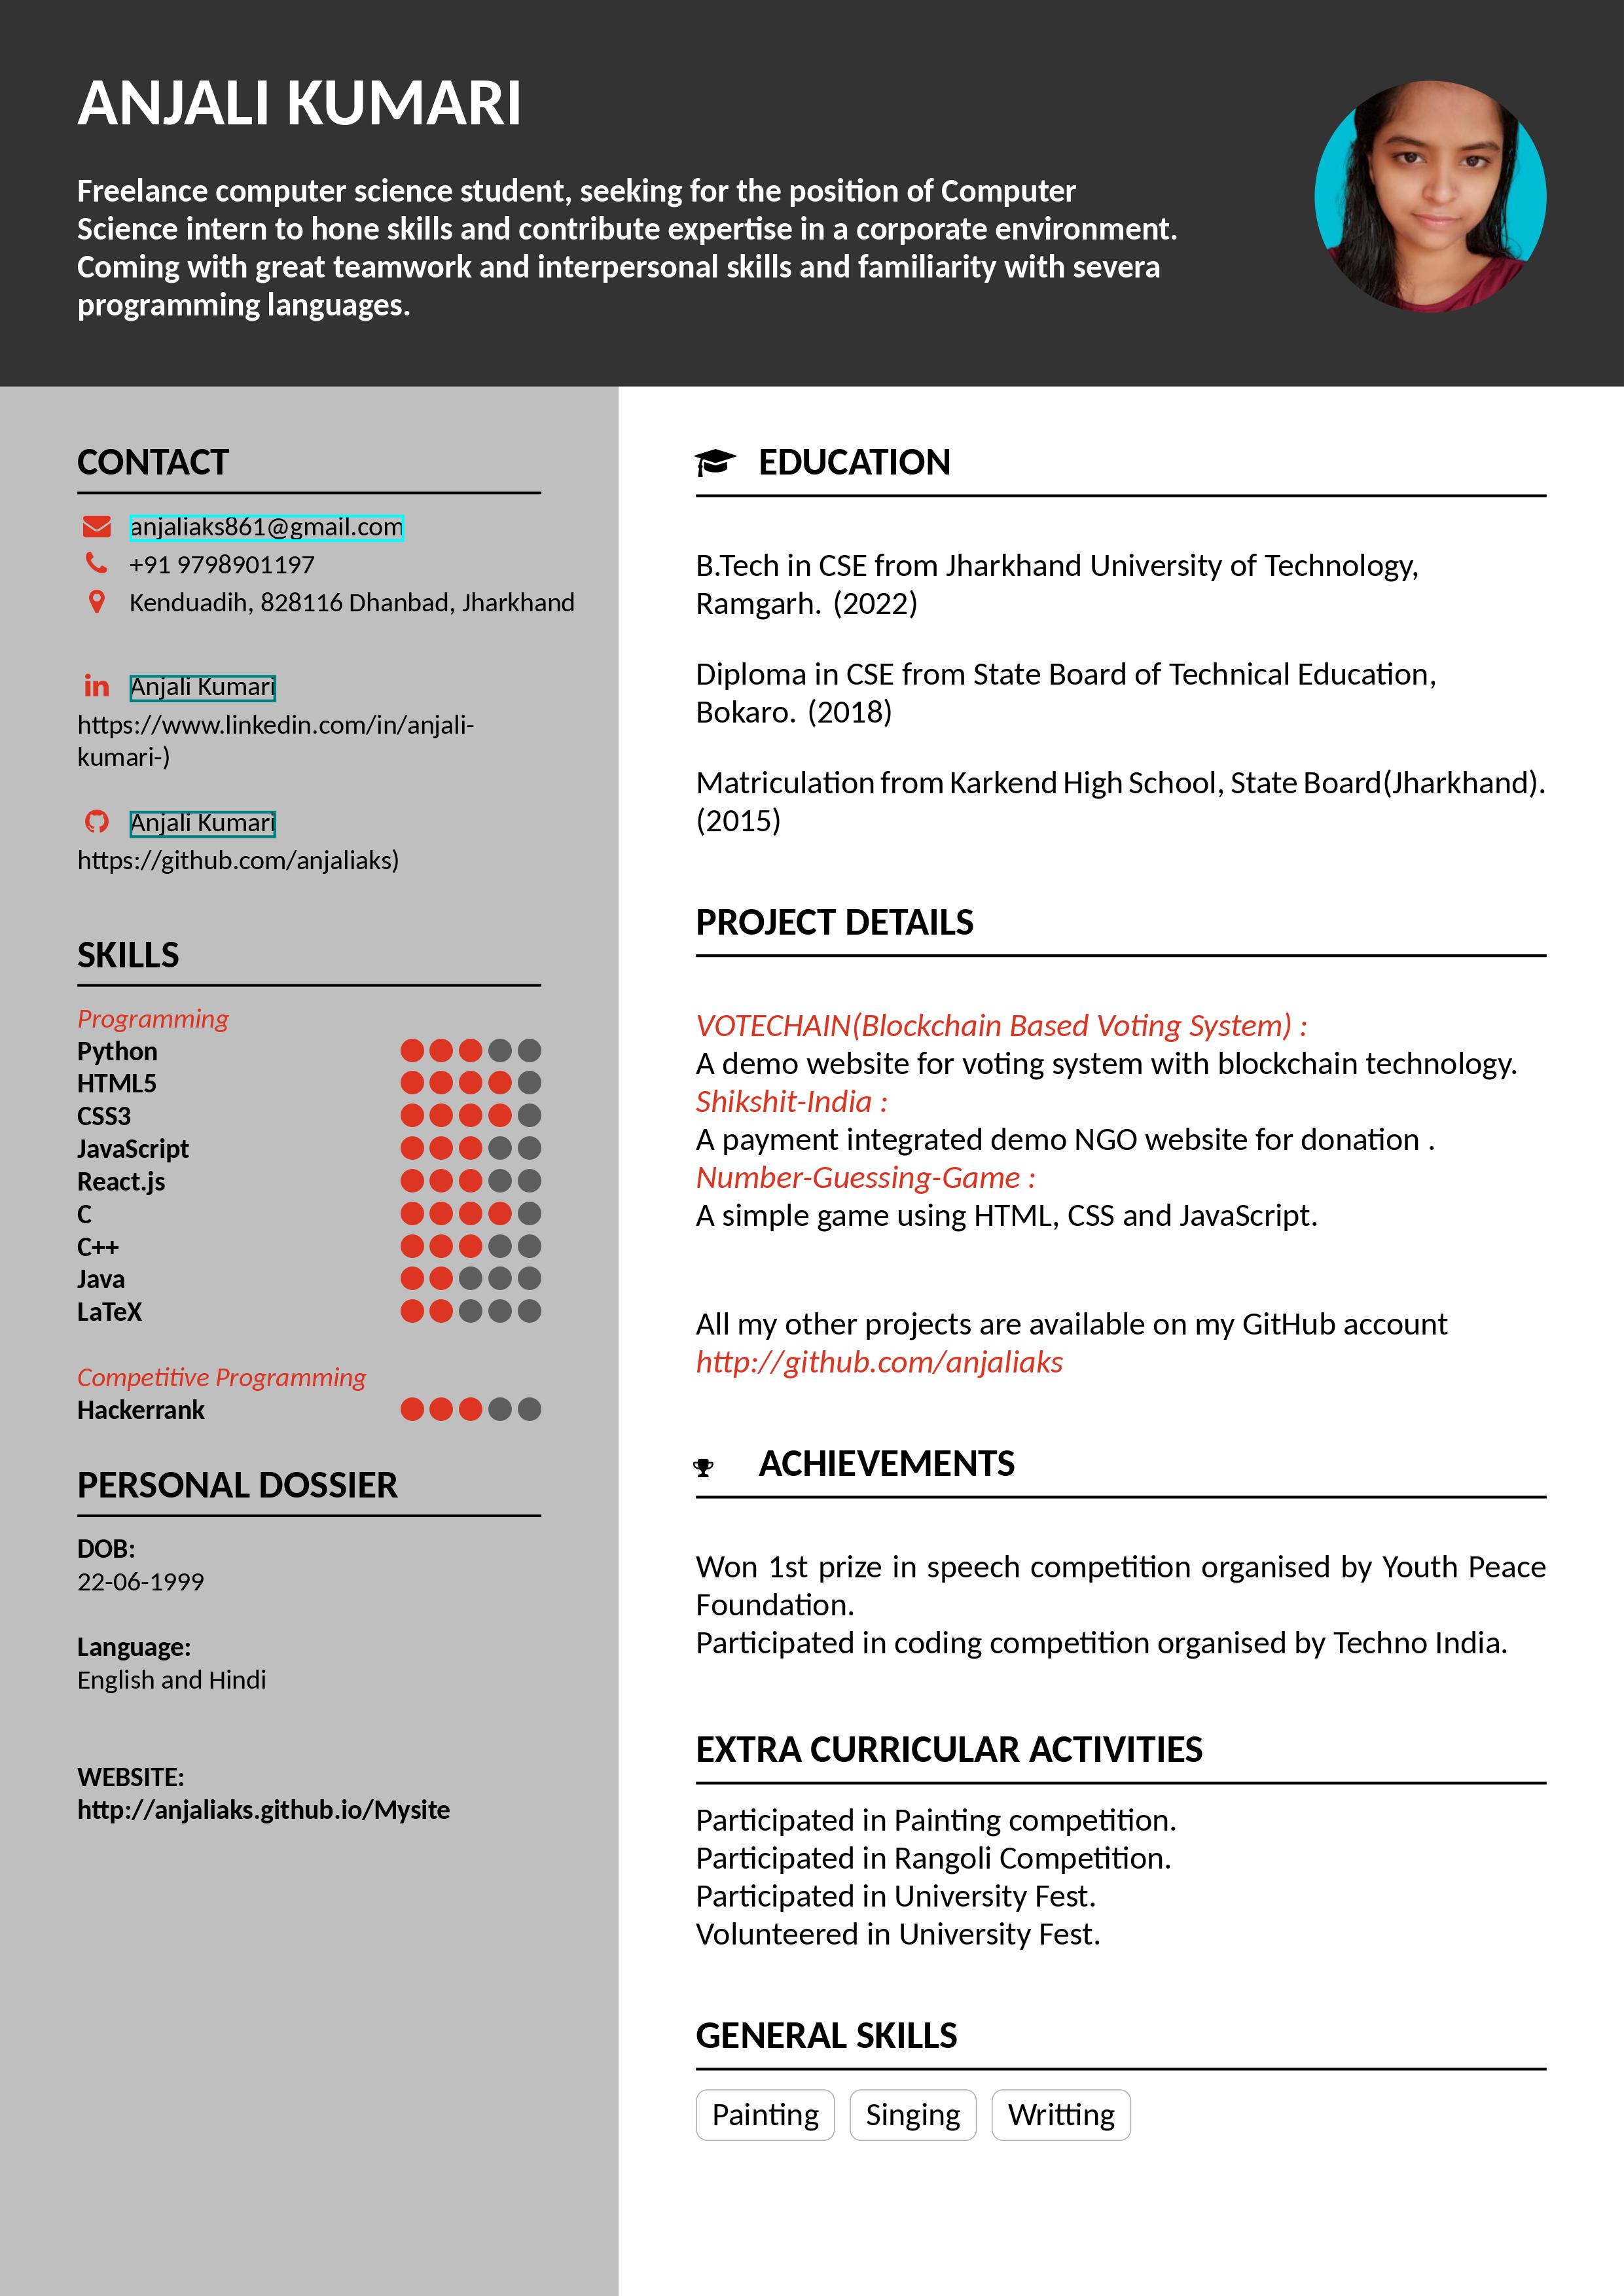 ANJALI KUMARI
Freelance computer science student, seeking for the position of Computer
Science intern to hone skills and contribute expertise in a corporate environment.
Coming with great teamwork and interpersonal skills and familiarity with severa
programming languages.
CONTACT
anjaliaks861@gmail.com
+91 9798901197
Kenduadih, 828116 Dhanbad, Jharkhand
Anjali Kumari
https://www.linkedin.com/in/anjali-
kumari-)
Anjali Kumari
https://github.com/anjaliaks)
SKILLS
Programming
Python
HTML5
CSS3
JavaScript
React.js
C
C++
Java
LaTeX
Competitive Programming
Hackerrank
PERSONAL DOSSIER
DOB:
22-06-1999
Language:
English and Hindi
WEBSITE:
http://anjaliaks.github.io/Mysite
EDUCATION
B.Tech in CSE from Jharkhand University of Technology,
Ramgarh. (2022)
Diploma in CSE from State Board of Technical Education,
Bokaro. (2018)
Matriculation from Karkend High School, State Board(Jharkhand).
(2015)
PROJECT DETAILS
VOTECHAIN(Blockchain Based Voting System) :
A demo website for voting system with blockchain technology.
Shikshit-India :
A payment integrated demo NGO website for donation .
Number-Guessing-Game :
A simple game using HTML, CSS and JavaScript.
All my other projects are available on my GitHub account
http://github.com/anjaliaks
ACHIEVEMENTS
Won 1st prize in speech competition organised by Youth Peace
Foundation.
Participated in coding competition organised by Techno India.
EXTRA CURRICULAR ACTIVITIES
Participated in Painting competition.
Participated in Rangoli Competition.
Participated in University Fest.
Volunteered in University Fest.
GENERAL SKILLS
Painting Singing Writting